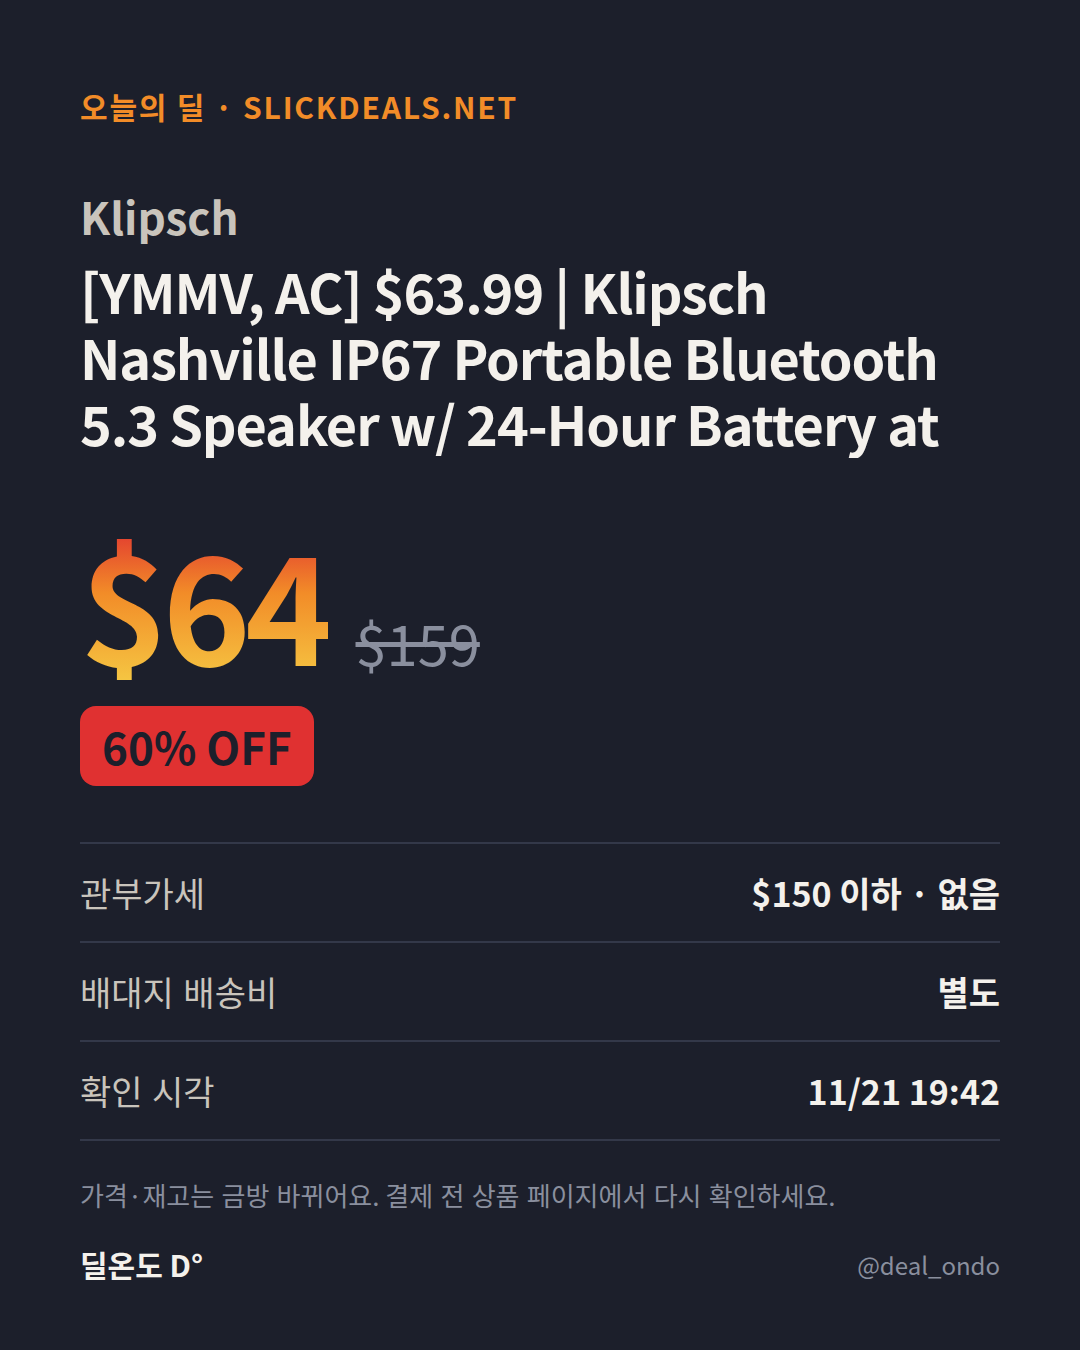 오늘의 딜 · SLICKDEALS.NET
Klipsch
[YMMV, AC] $63.99 | Klipsch
Nashville IP67 Portable Bluetooth
5.3 Speaker w/ 24-Hour Battery at
$64 $159
60% OFF
관부가세 $150 이하 · 없음
배대지 배송비 별도
확인 시각 11/21 19:42
가격·재고는 금방 바뀌어요. 결제 전 상품 페이지에서 다시 확인하세요.
딜온도 D° @deal_ondo